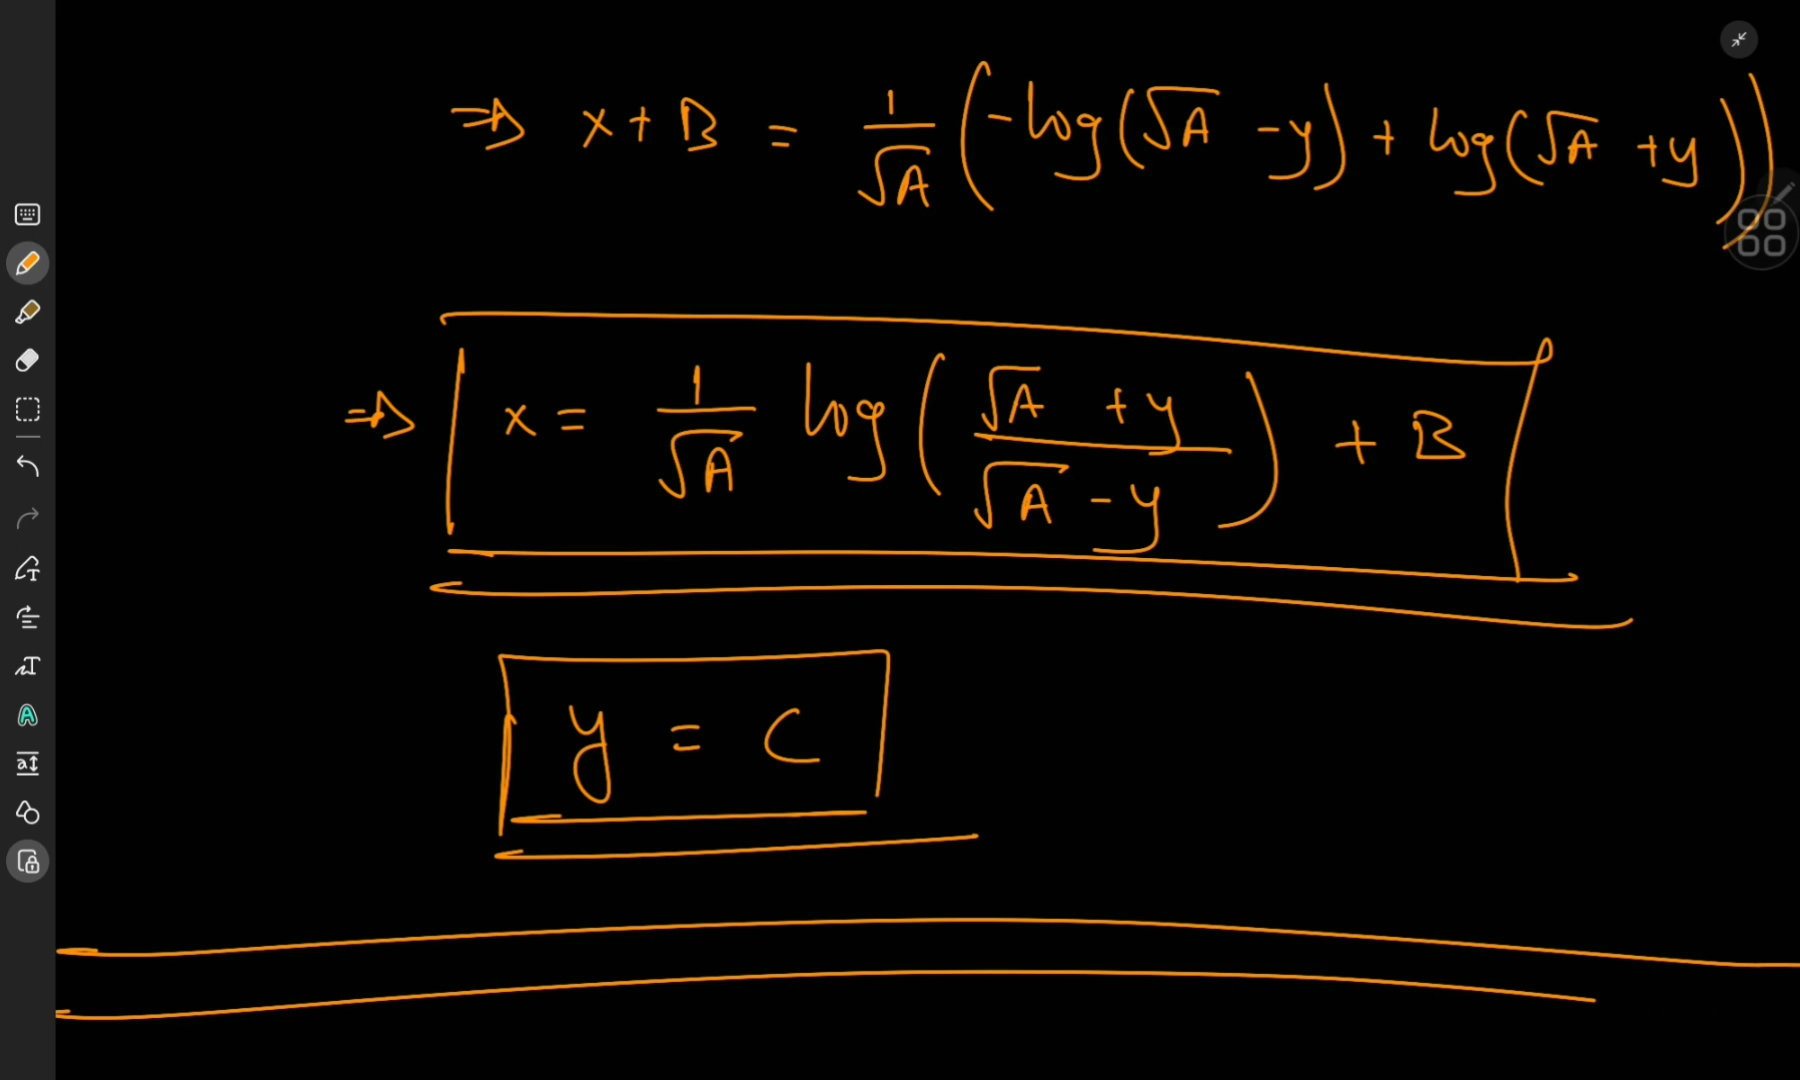 ⇒ x + B = 1/√A (-log(√A - y) + log(√A + y))
⇒ x = 1/√A log((√A + y)/(√A - y)) + B
y = C